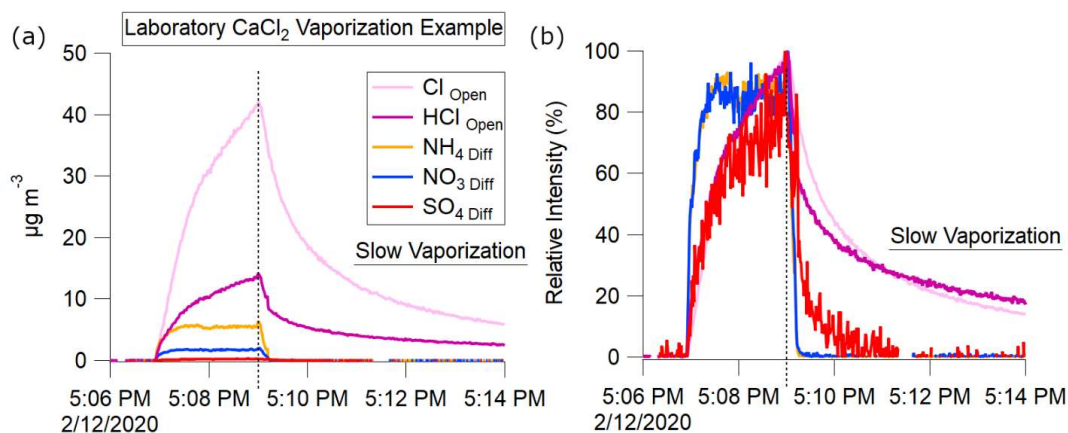 (a)
Laboratory CaCl2 Vaporization Example
50
40
30
20
10
0
µg m-3
Cl Open
HCl Open
NH4 Diff
NO3 Diff
SO4 Diff
Slow Vaporization
5:06 PM 5:08 PM 5:10 PM 5:12 PM 5:14 PM
2/12/2020
(b)
100
80
60
40
20
0
Relative Intensity (%)
Slow Vaporization
5:06 PM 5:08 PM 5:10 PM 5:12 PM 5:14 PM
2/12/2020